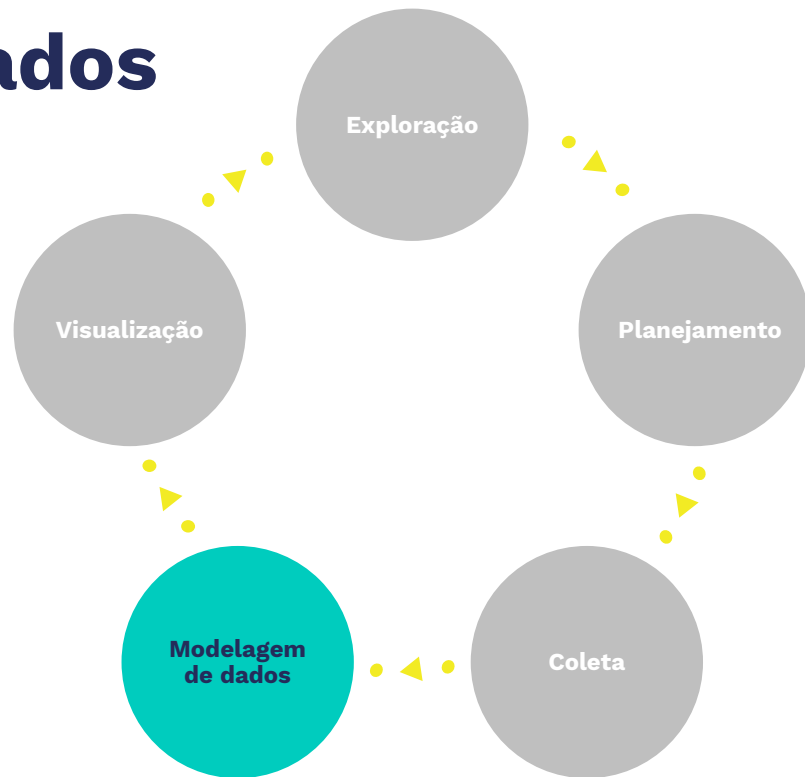 ados
Exploração
Visualização
Planejamento
Modelagem
de dados
Coleta